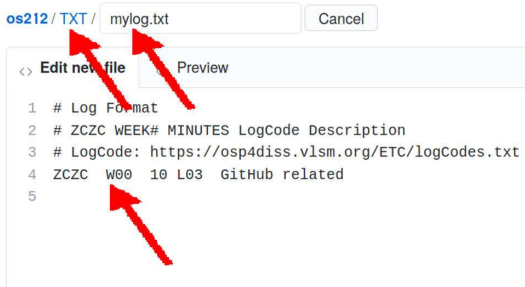 os212 / TXT / mylog.txt Cancel
<> Edit new file Preview
1 # Log Format
2 # ZCZC WEEK# MINUTES LogCode Description
3 # LogCode: https://osp4diss.vlsm.org/ETC/logCodes.txt
4 ZCZC W00 10 L03 GitHub related
5